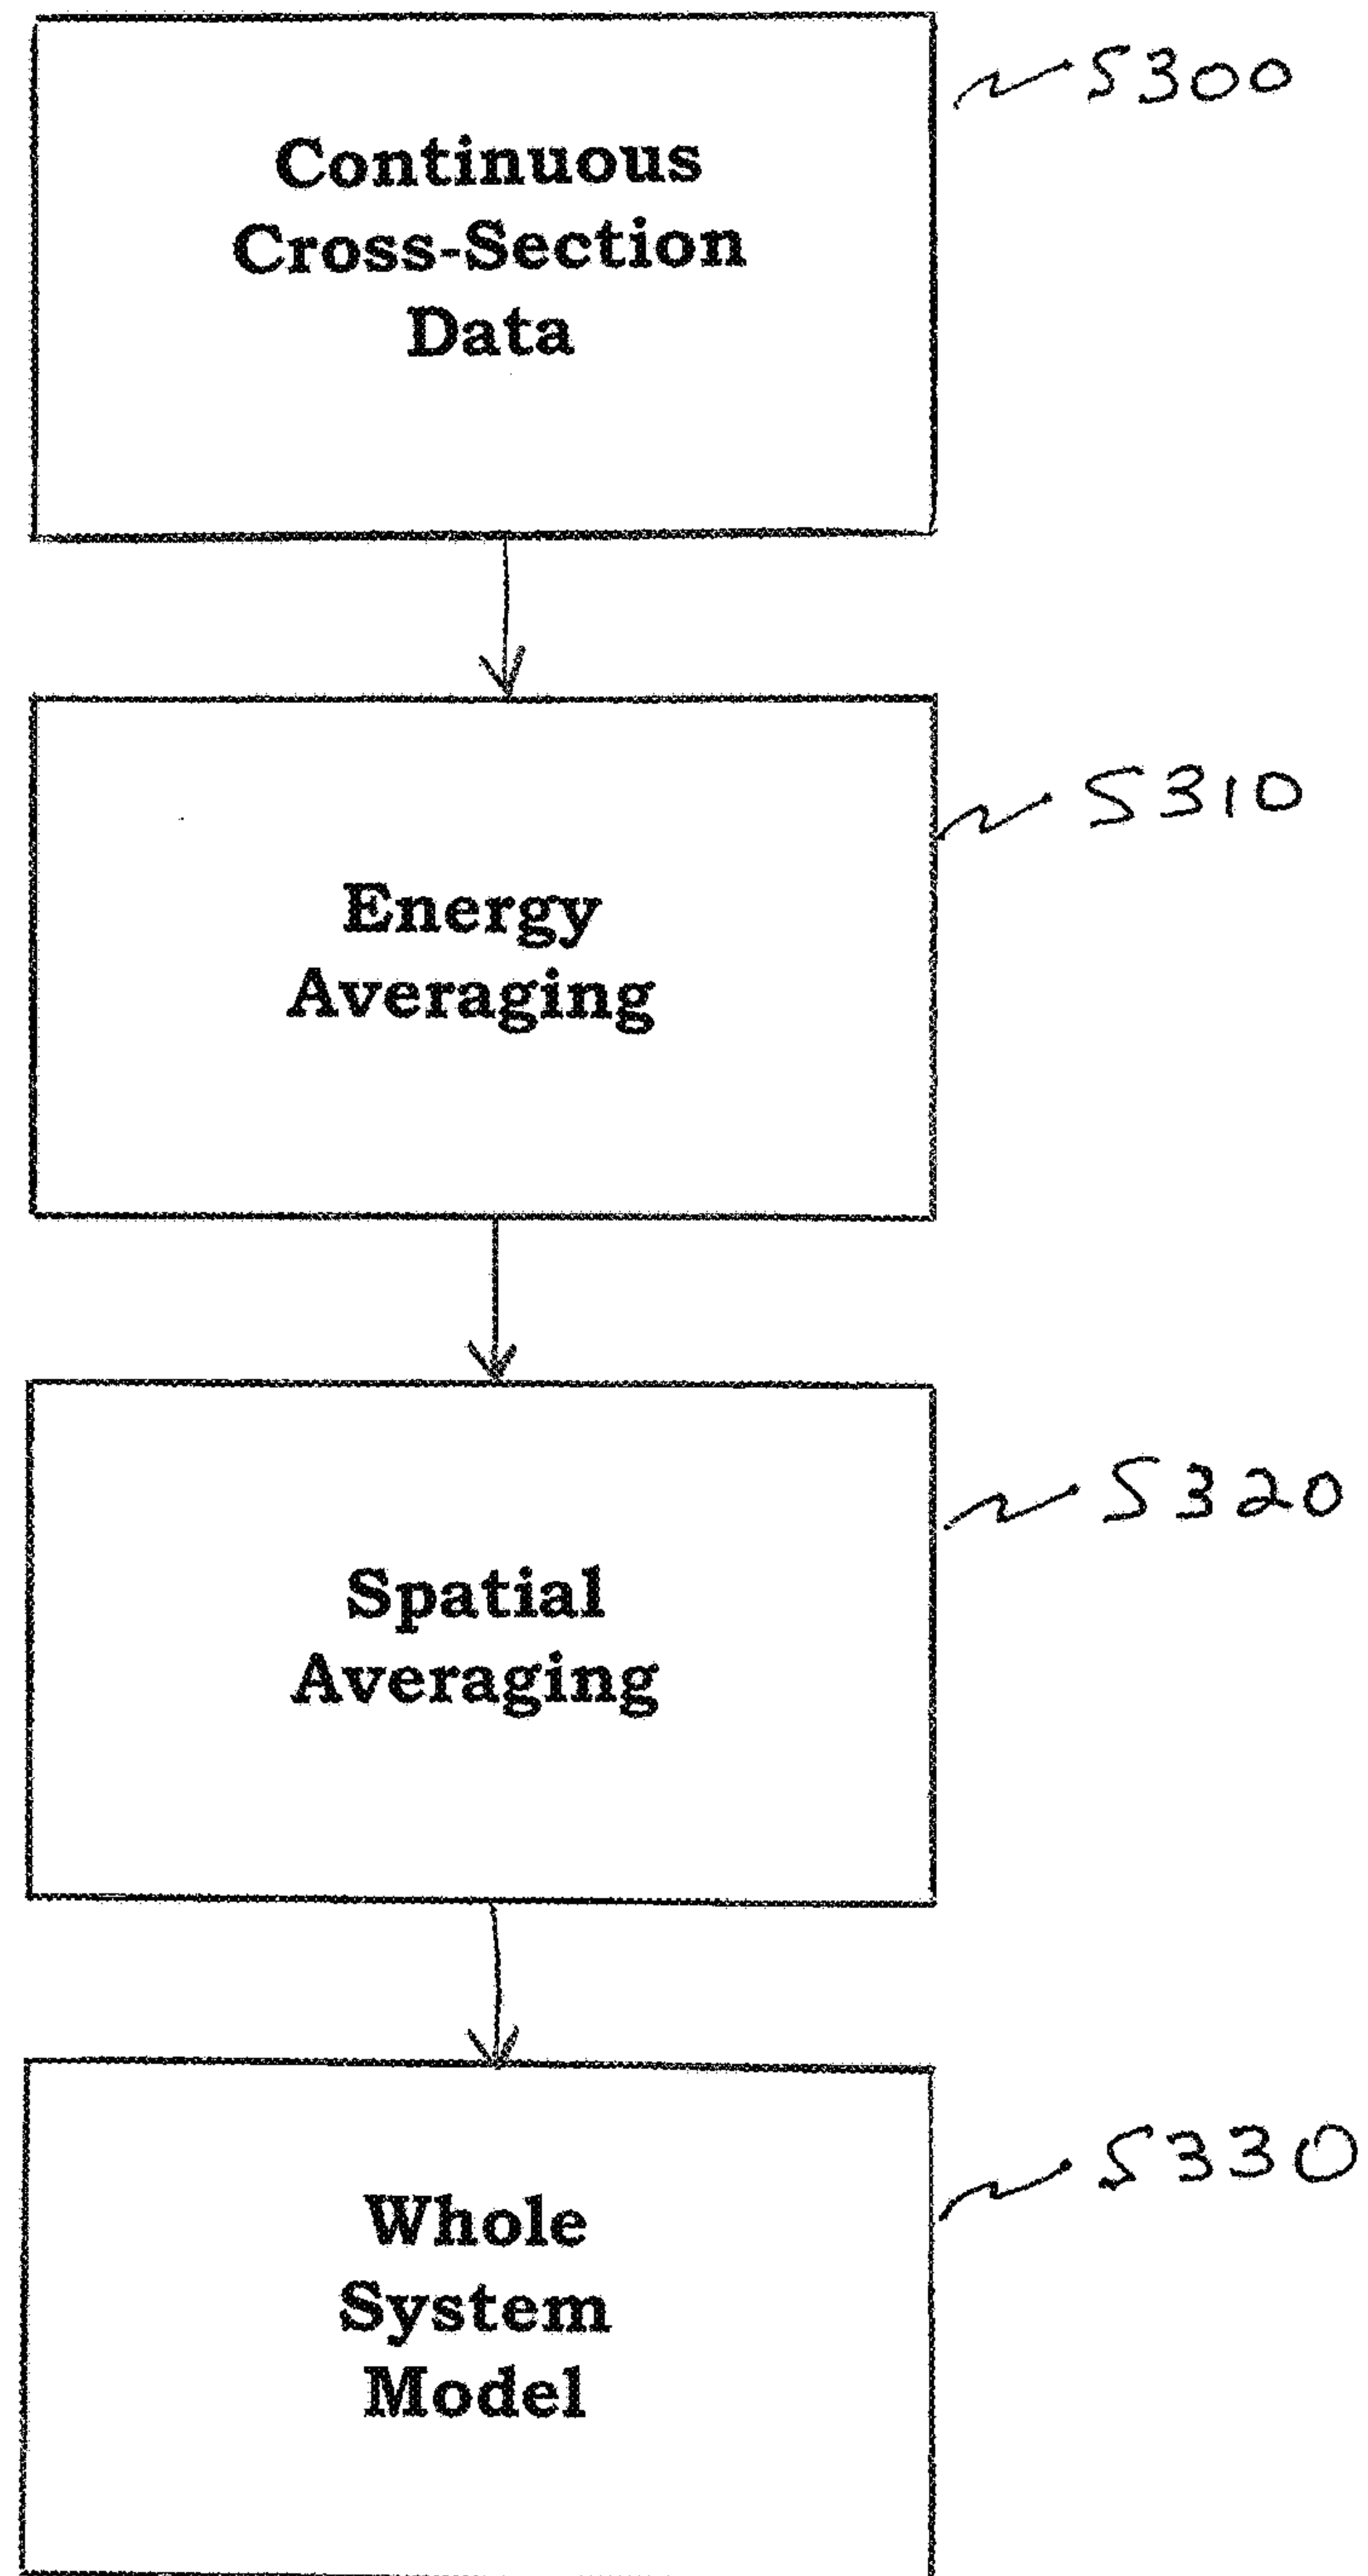 Continuous
Cross-Section
Data
S300
Energy
Averaging
S310
Spatial
Averaging
S320
Whole
System
Model
S330